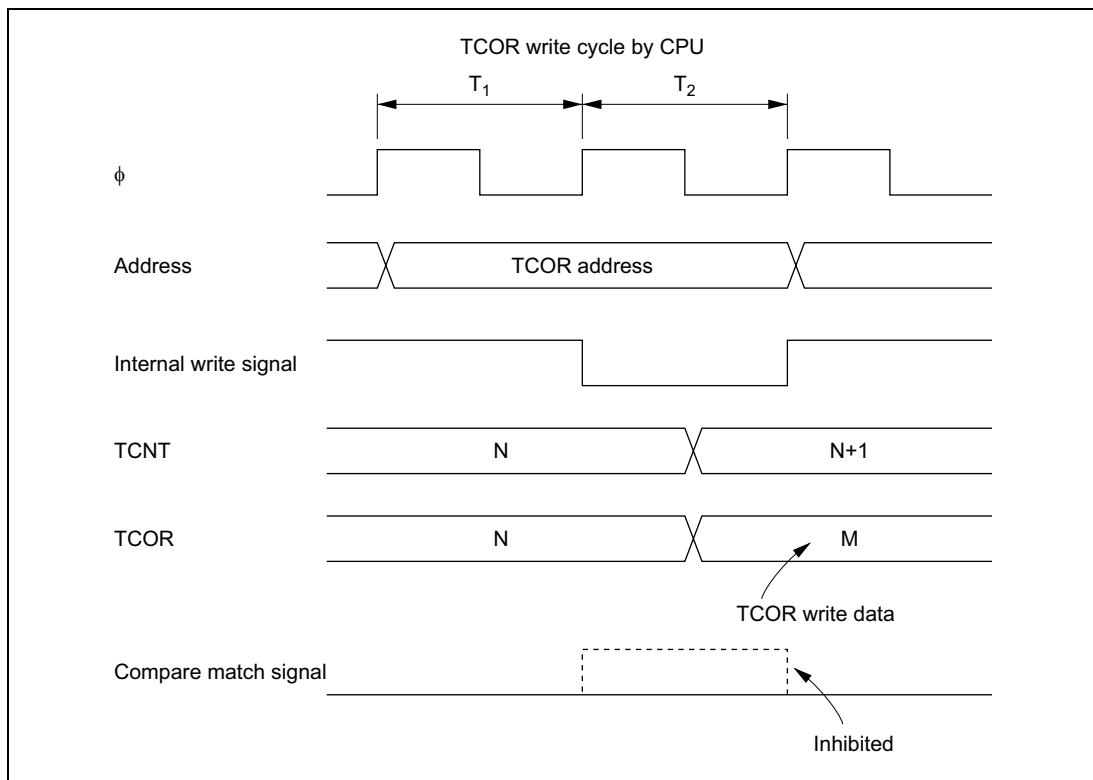 TCOR write cycle by CPU
T1 T2
ϕ
Address TCOR address
Internal write signal
TCNT N N+1
TCOR N M
TCOR write data
Compare match signal
Inhibited